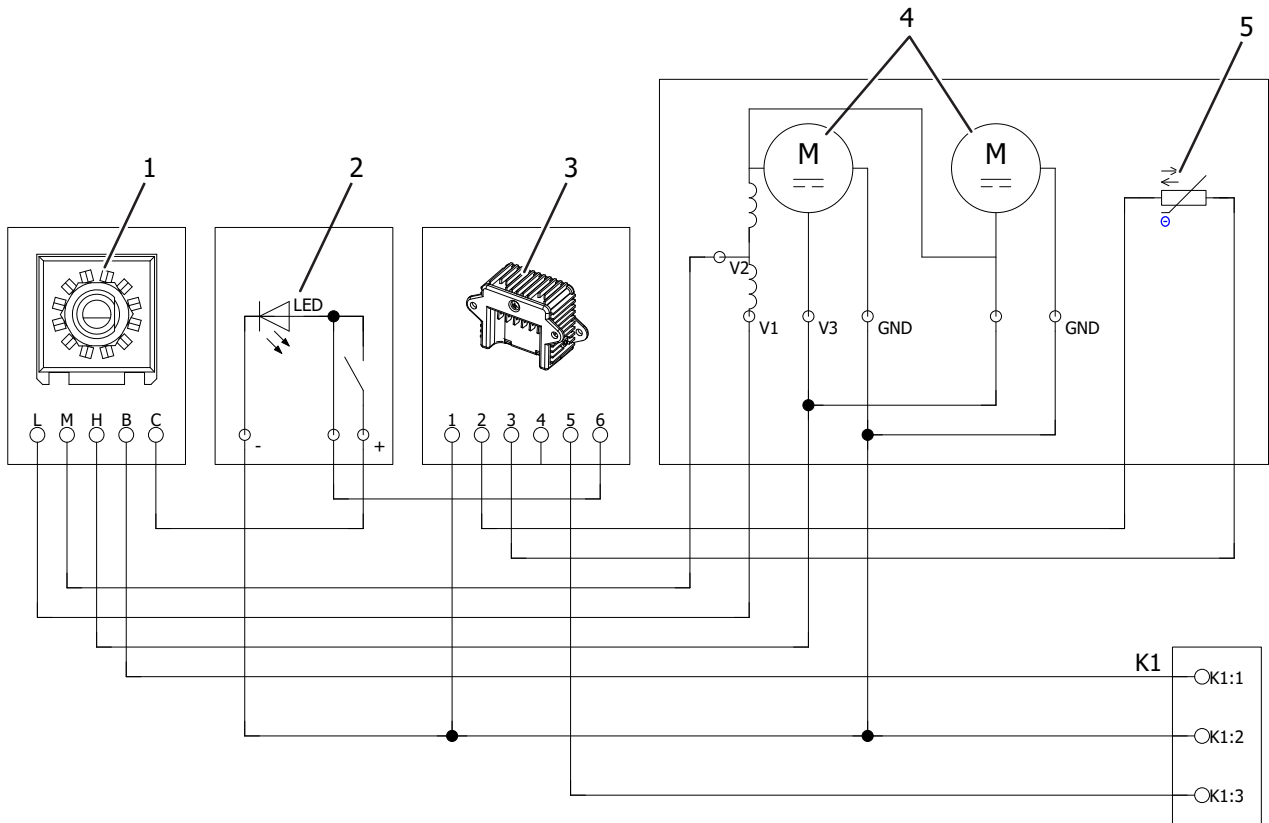 4
5
1
2
3
M
M
Θ
V2
LED
V1
V3
GND
GND
L M H B C
- +
1 2 3 4 5 6
K1
K1:1
K1:2
K1:3